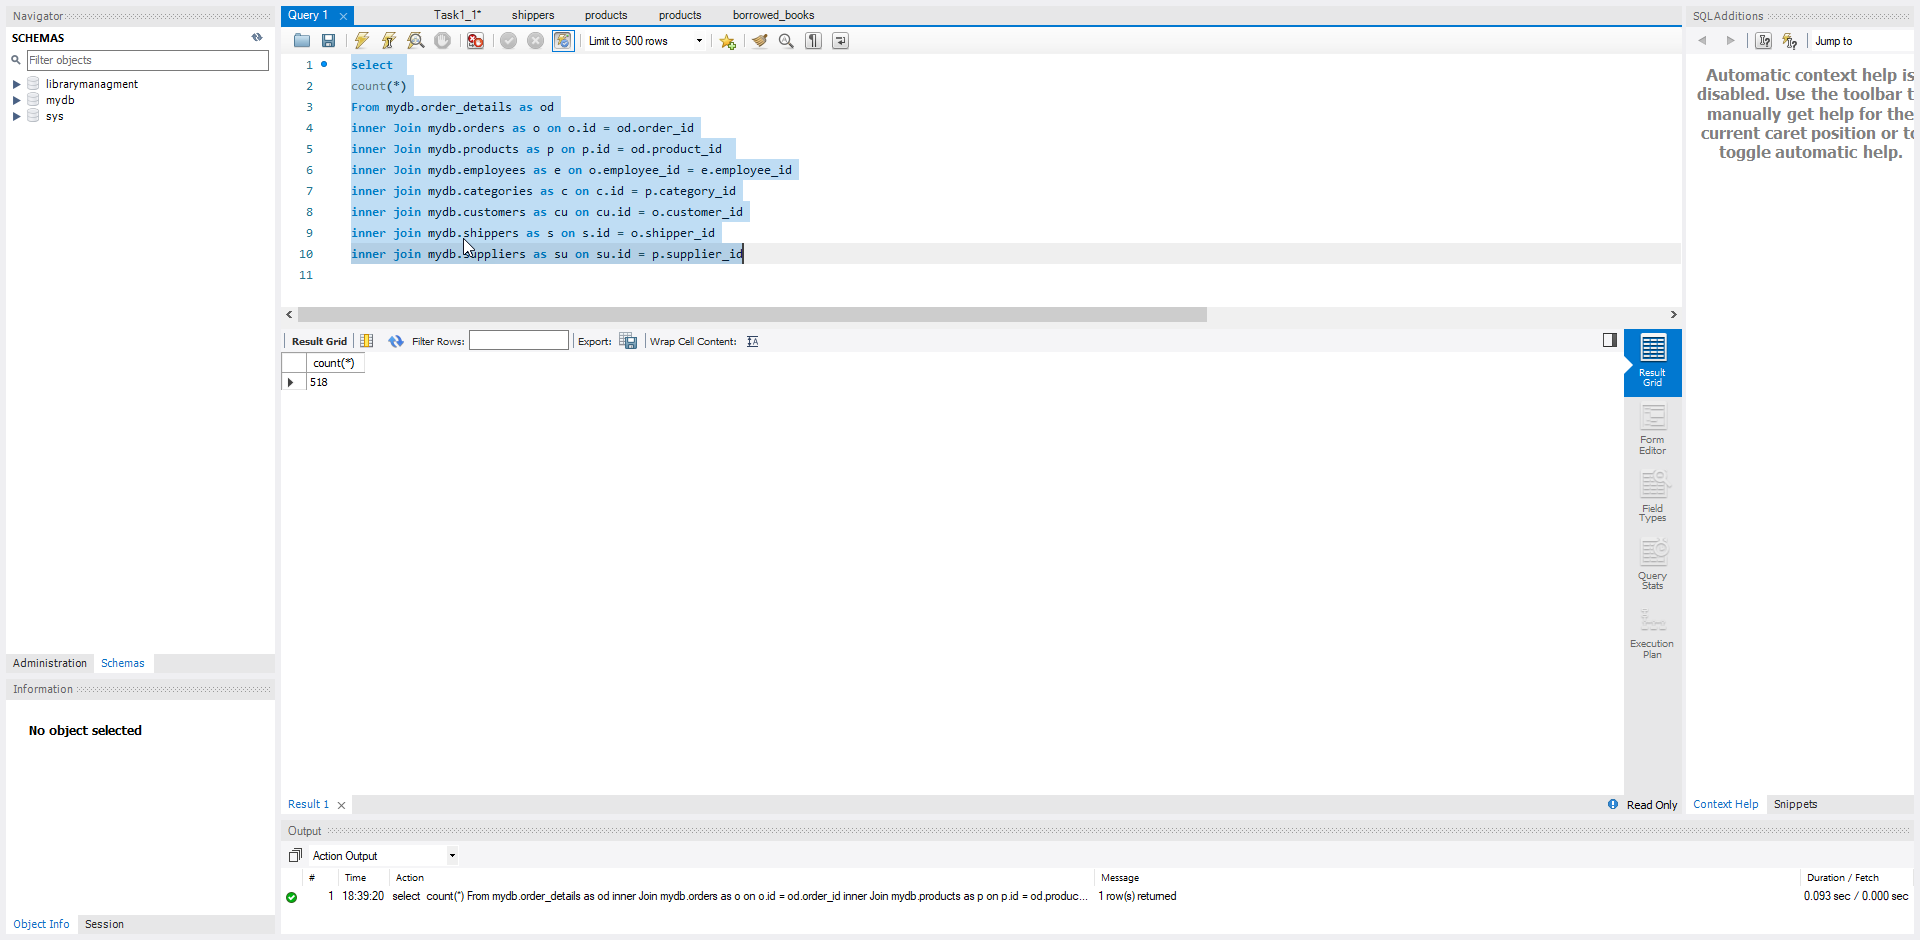 Navigator
SCHEMAS
Filter objects
librarymanagment
mydb
sys
Administration Schemas
Information
No object selected
Object Info Session
Query 1 Task1_1* shippers products products borrowed_books
Limit to 500 rows
1 select
2 count(*)
3 From mydb.order_details as od
4 inner Join mydb.orders as o on o.id = od.order_id
5 inner Join mydb.products as p on p.id = od.product_id
6 inner Join mydb.employees as e on o.employee_id = e.employee_id
7 inner join mydb.categories as c on c.id = p.category_id
8 inner join mydb.customers as cu on cu.id = o.customer_id
9 inner join mydb.shippers as s on s.id = o.shipper_id
10 inner join mydb.suppliers as su on su.id = p.supplier_id
11
Result Grid Filter Rows: Export: Wrap Cell Content:
count(*)
518
Result
Grid
Form
Editor
Field
Types
Query
Stats
Execution
Plan
Result 1 Read Only
Output
Action Output
# Time Action Message Duration / Fetch
1 18:39:20 select count(*) From mydb.order_details as od inner Join mydb.orders as o on o.id = od.order_id inner Join mydb.products as p on p.id = od.produc... 1 row(s) returned 0.093 sec / 0.000 sec
SQLAdditions
Jump to
Automatic context help is
disabled. Use the toolbar t
manually get help for the
current caret position or to
toggle automatic help.
Context Help Snippets